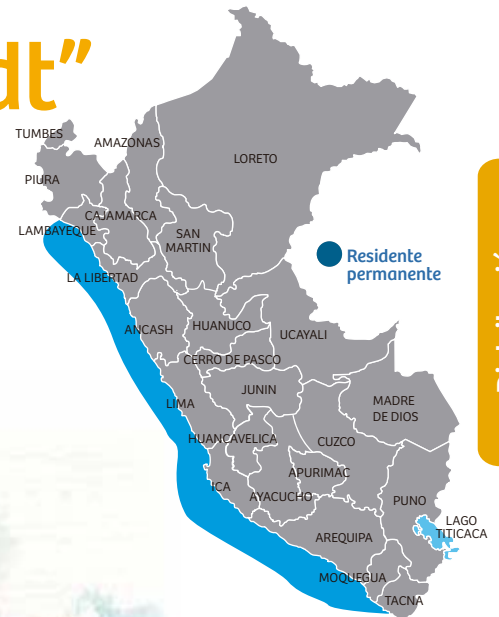 dt”
TUMBES
AMAZONAS
LORETO
PIURA
CAJAMARCA
LAMBAYEQUE
SAN
MARTIN
Residente
permanente
LA LIBERTAD
ANCASH
HUANUCO
UCAYALI
CERRO DE PASCO
JUNIN
LIMA
MADRE
DE DIOS
HUANCAVELICA
CUZCO
APURIMAC
ICA
AYACUCHO
PUNO
LAGO
TITICACA
AREQUIPA
MOQUEGUA
TACNA